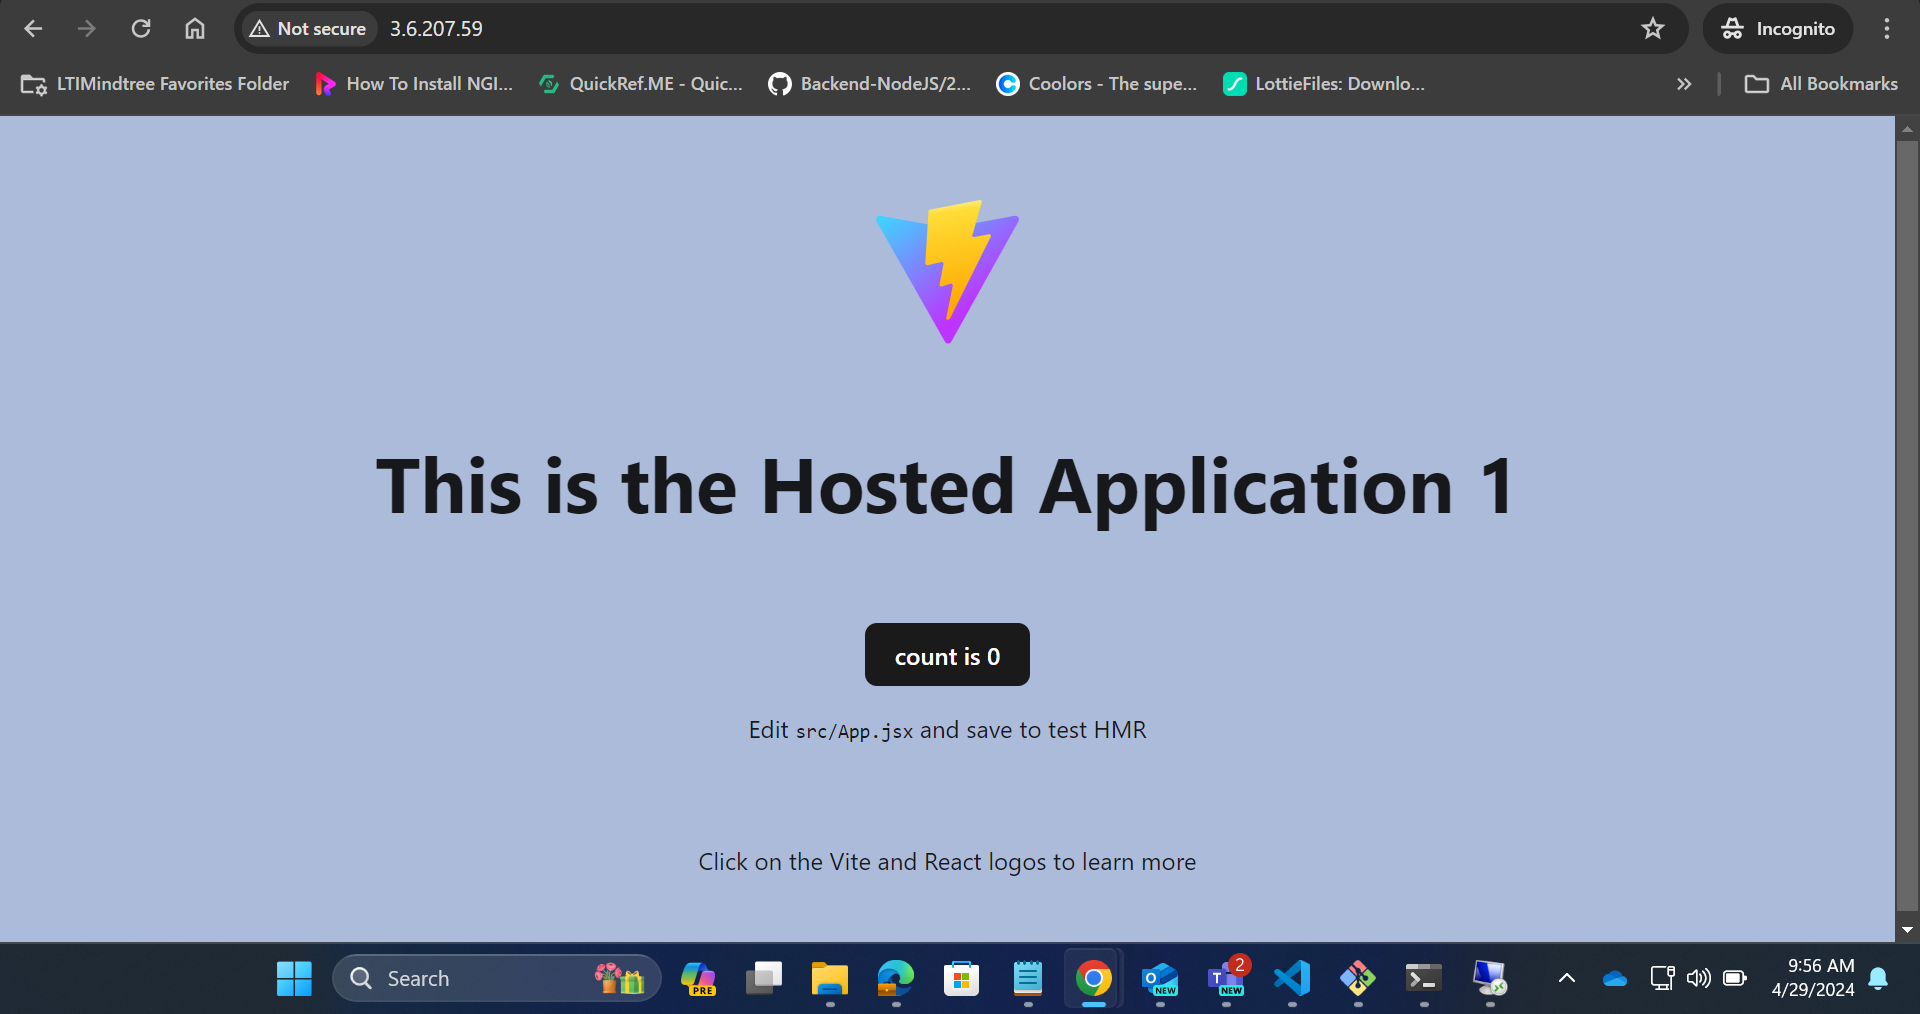 Not secure 3.6.207.59 Incognito
LTIMindtree Favorites Folder How To Install NGI... QuickRef.ME - Quic... Backend-NodeJS/2... Coolors - The supe... LottieFiles: Downlo... » All Bookmarks
This is the Hosted Application 1
count is 0
Edit src/App.jsx and save to test HMR
Click on the Vite and React logos to learn more
Search PRE NEW 2 NEW 9:56 AM
4/29/2024